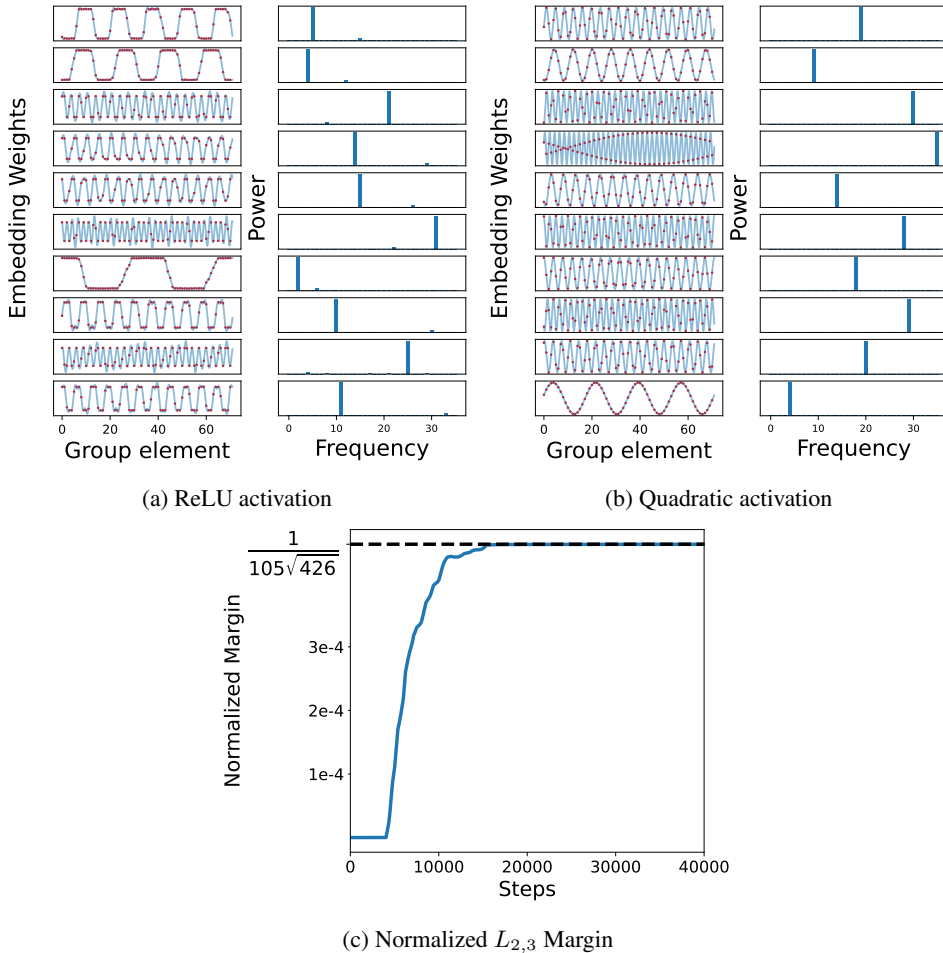 Embedding Weights
Power
0 20 40 60
0 10 20 30
Group element
Frequency
(a) ReLU activation
Embedding Weights
Power
0 20 40 60
0 10 20 30
Group element
Frequency
(b) Quadratic activation
1
105√426
3e-4
2e-4
1e-4
Normalized Margin
0 10000 20000 30000 40000
Steps
(c) Normalized L2,3 Margin